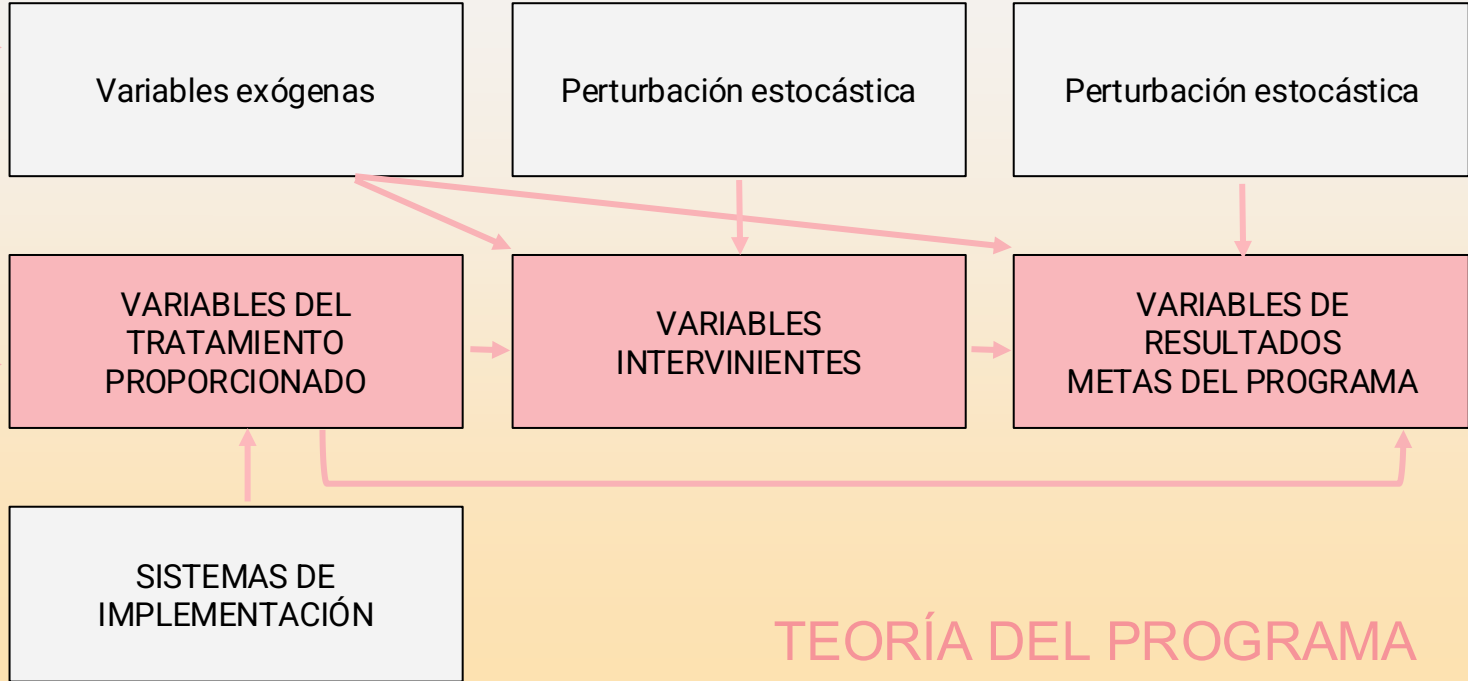 Variables exógenas
Perturbación estocástica
Perturbación estocástica
VARIABLES DEL
TRATAMIENTO
PROPORCIONADO
VARIABLES
INTERVINIENTES
VARIABLES DE
RESULTADOS
METAS DEL PROGRAMA
SISTEMAS DE
IMPLEMENTACIÓN
TEORÍA DEL PROGRAMA